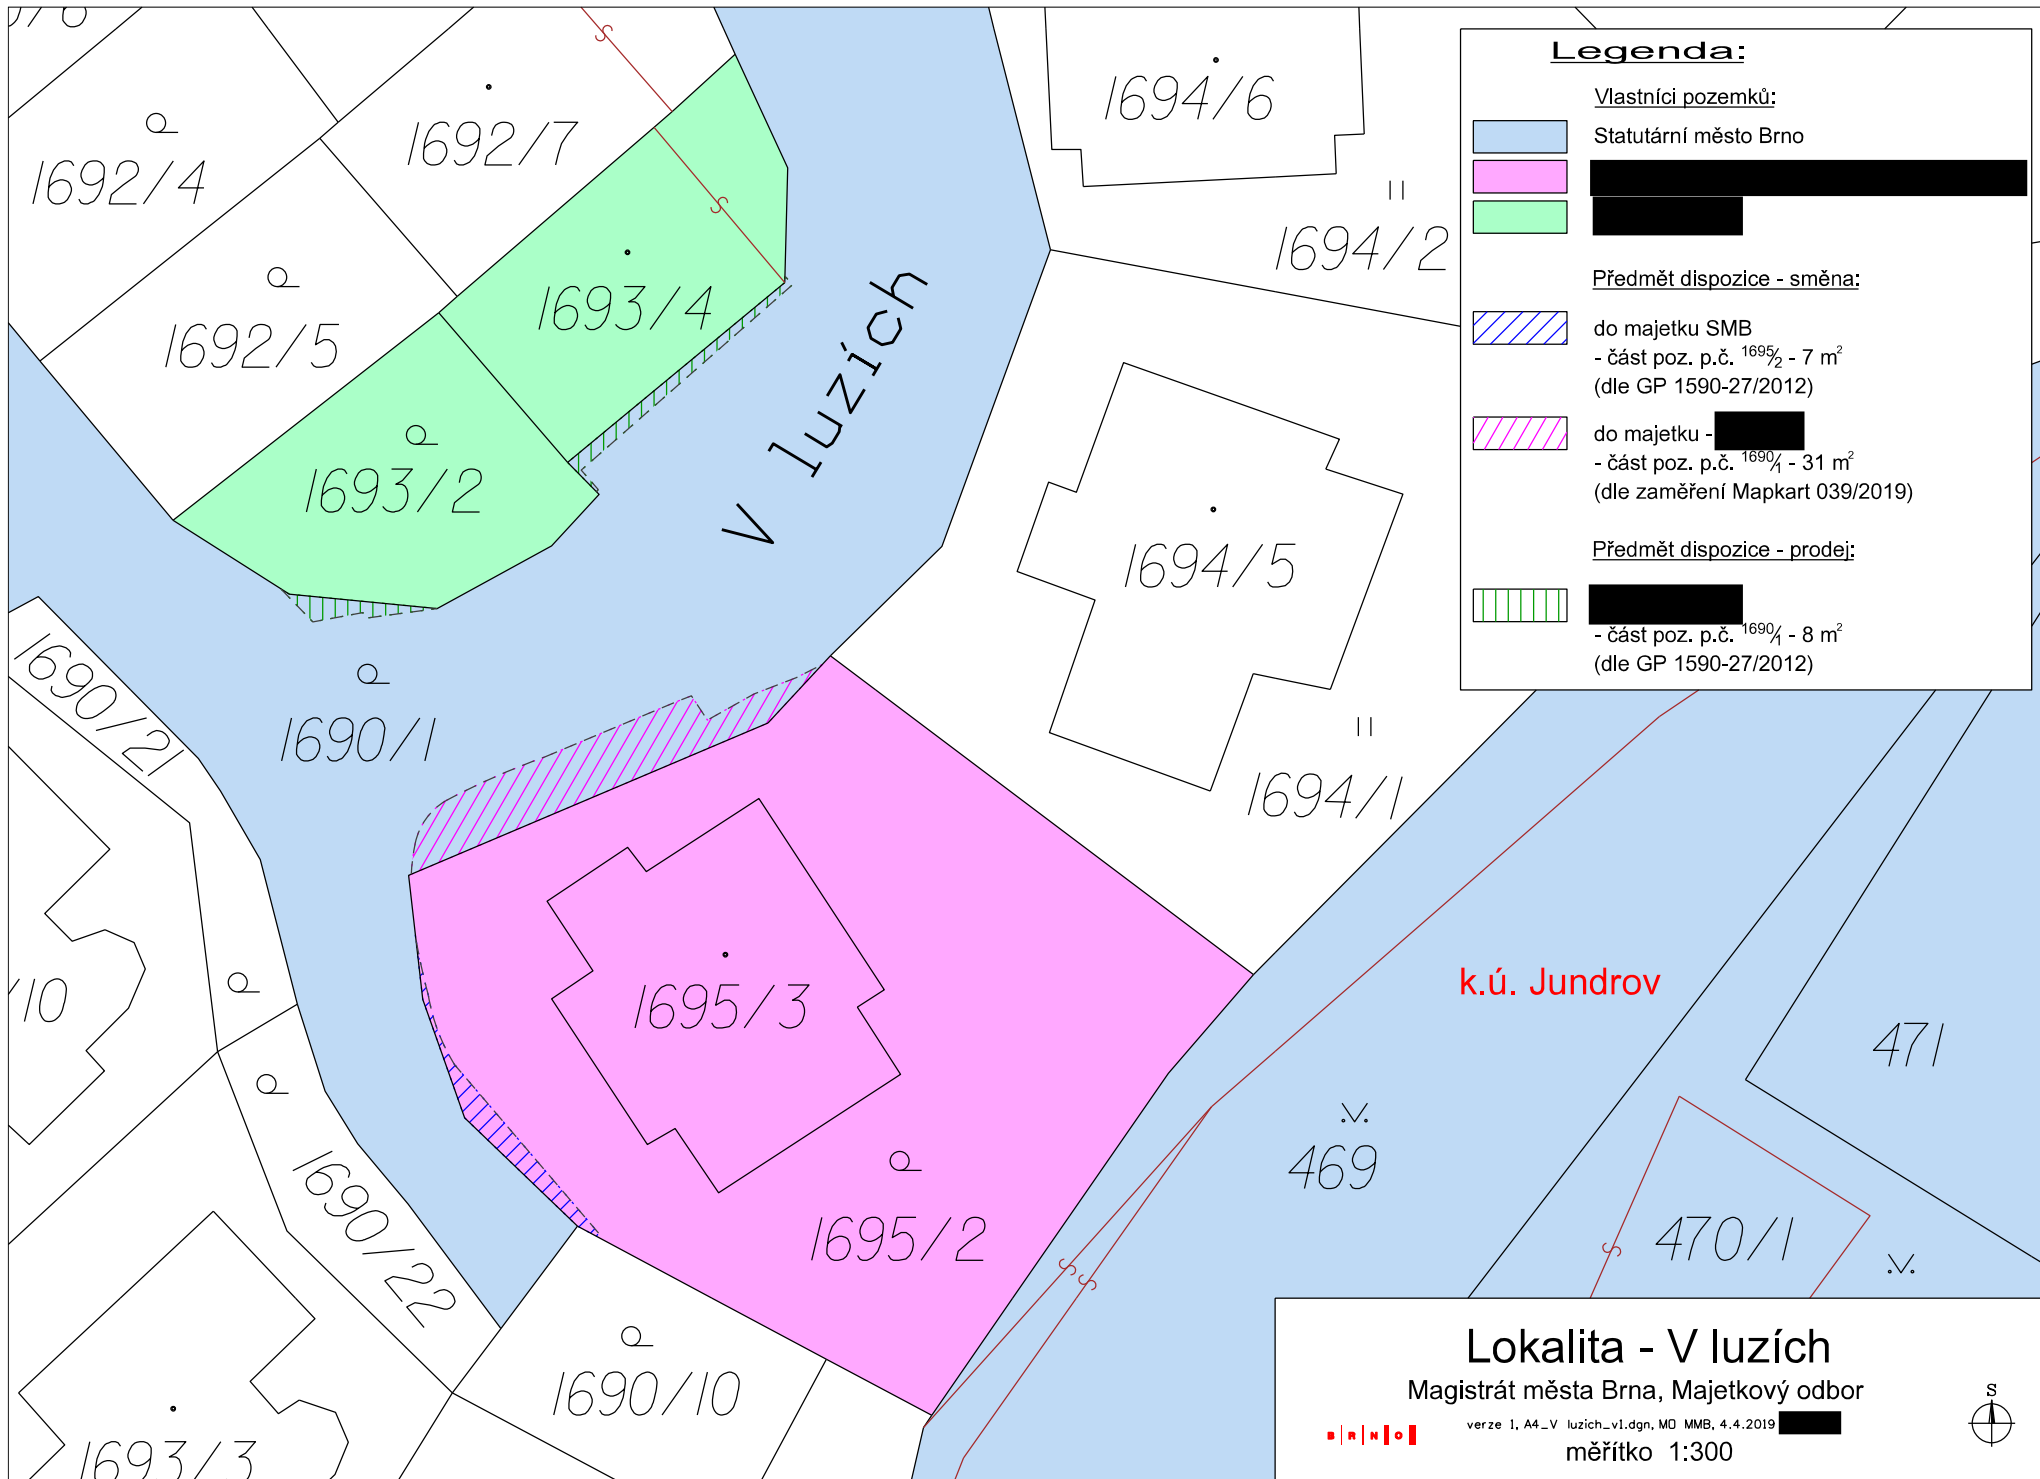 Legenda:
Vlastníci pozemků:
Statutární město Brno
Předmět dispozice - směna:
do majetku SMB
- část poz. p.č. 1695/2 - 7 m²
(dle GP 1590-27/2012)
do majetku -
- část poz. p.č. 1690/1 - 31 m²
(dle zaměření Mapkart 039/2019)
Předmět dispozice - prodej:
- část poz. p.č. 1690/1 - 8 m²
(dle GP 1590-27/2012)
1694/6
1692/7
1692/4
1694/2
1693/4
1692/5
V luzích
1693/2
1694/5
1690/21
1690/1
1694/1
k.ú. Jundrov
/10
1695/3
471
469
1690/22
1695/2
470/1
1690/10
1693/3
Lokalita - V luzích
Magistrát města Brna, Majetkový odbor
verze 1, A4_V luzich_v1.dgn, MO MMB, 4.4.2019
BRNO
měřítko 1:300
S